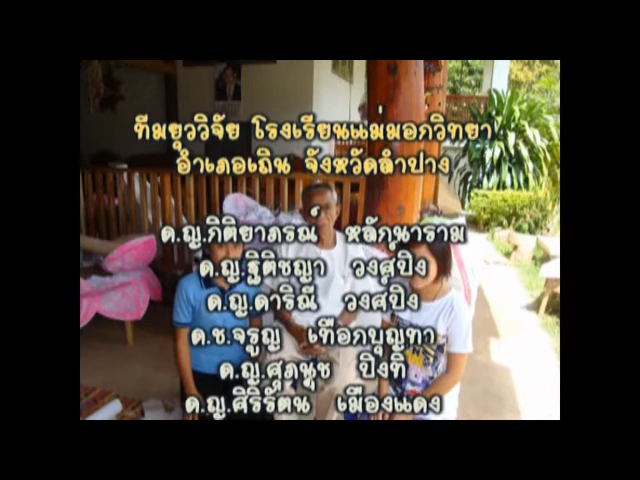 ทีมยุววิจัย โรงเรียนแม่มอกวิทยา
อำเภอเถิน จังหวัดลำปาง
ด.ญ.กิติยาภรณ์ หลักนาราม
ด.ญ.ฐิติชญา วงศ์ปิง
ด.ญ.ดาริณี วงศ์ปิง
ด.ช.จรูญ เทือกบุญทา
ด.ญ.ศุภนุช ปิงทิ
ด.ญ.ศิริรัตน์ เมืองแดง